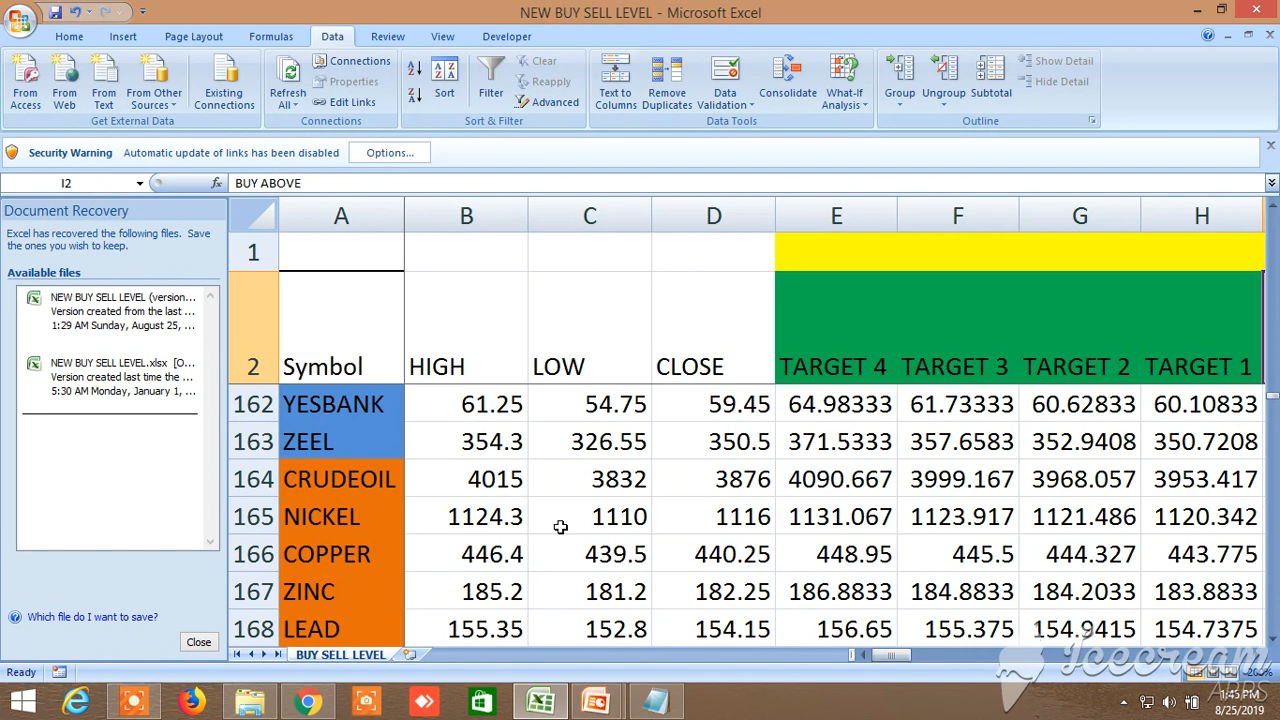 NEW BUY SELL LEVEL - Microsoft Excel
Home Insert Page Layout Formulas Data Review View Developer
From Access
From Web
From Text
From Other Sources
Existing Connections
Get External Data
Refresh All
Connections
Properties
Edit Links
Connections
Sort
Filter
Clear
Reapply
Advanced
Sort & Filter
Text to Columns
Remove Duplicates
Data Validation
Consolidate
What-If Analysis
Data Tools
Group
Ungroup
Subtotal
Show Detail
Hide Detail
Outline
Security Warning Automatic update of links has been disabled Options...
I2 fx BUY ABOVE
Document Recovery
Excel has recovered the following files. Save
the ones you wish to keep.
Available files
NEW BUY SELL LEVEL (version...
Version created from the last ...
1:29 AM Sunday, August 25, ...
NEW BUY SELL LEVEL.xlsx [O...
Version created last time the ...
5:30 AM Monday, January 1, ...
Which file do I want to save?
Close
A B C D E F G H
1
2 Symbol HIGH LOW CLOSE TARGET 4 TARGET 3 TARGET 2 TARGET 1
162 YESBANK 61.25 54.75 59.45 64.98333 61.73333 60.62833 60.10833
163 ZEEL 354.3 326.55 350.5 371.5333 357.6583 352.9408 350.7208
164 CRUDEOIL 4015 3832 3876 4090.667 3999.167 3968.057 3953.417
165 NICKEL 1124.3 1110 1116 1131.067 1123.917 1121.486 1120.342
166 COPPER 446.4 439.5 440.25 448.95 445.5 444.327 443.775
167 ZINC 185.2 181.2 182.25 186.8833 184.8833 184.2033 183.8833
168 LEAD 155.35 152.8 154.15 156.65 155.375 154.9415 154.7375
BUY SELL LEVEL
Ready 200%
Icecream
APPS
1:45 PM
8/25/2019